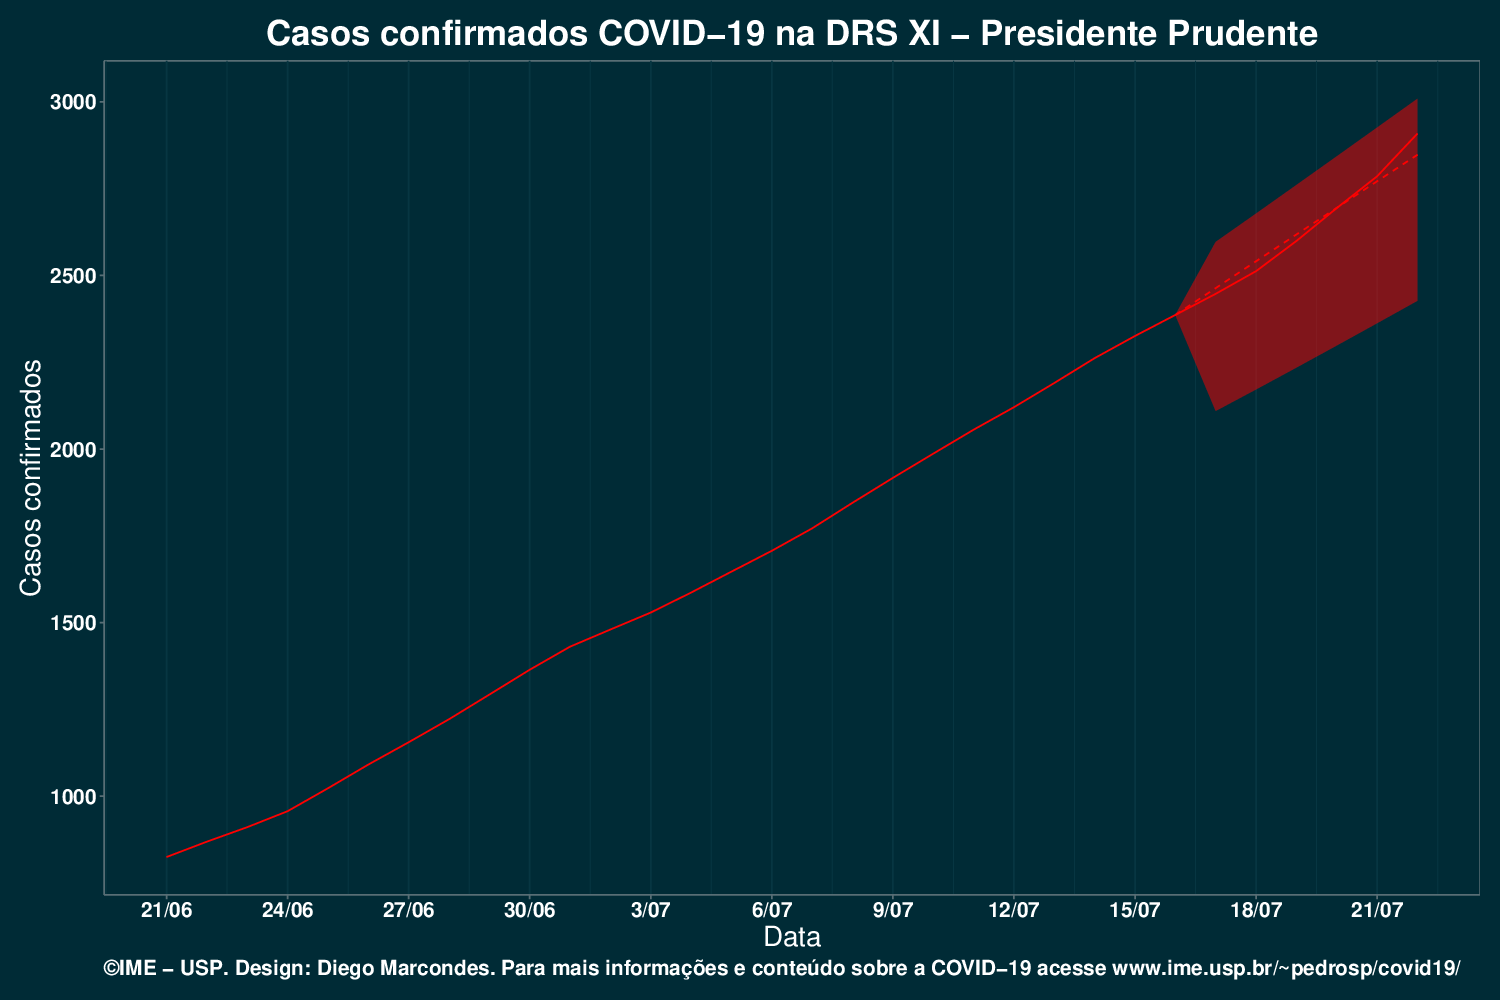 Casos confirmados COVID−19 na DRS XI − Presidente Prudente
3000
2500
2000
1500
1000
Casos confirmados
21/06 24/06 27/06 30/06 3/07 6/07 9/07 12/07 15/07 18/07 21/07
Data
©IME − USP. Design: Diego Marcondes. Para mais informações e conteúdo sobre a COVID−19 acesse www.ime.usp.br/~pedrosp/covid19/